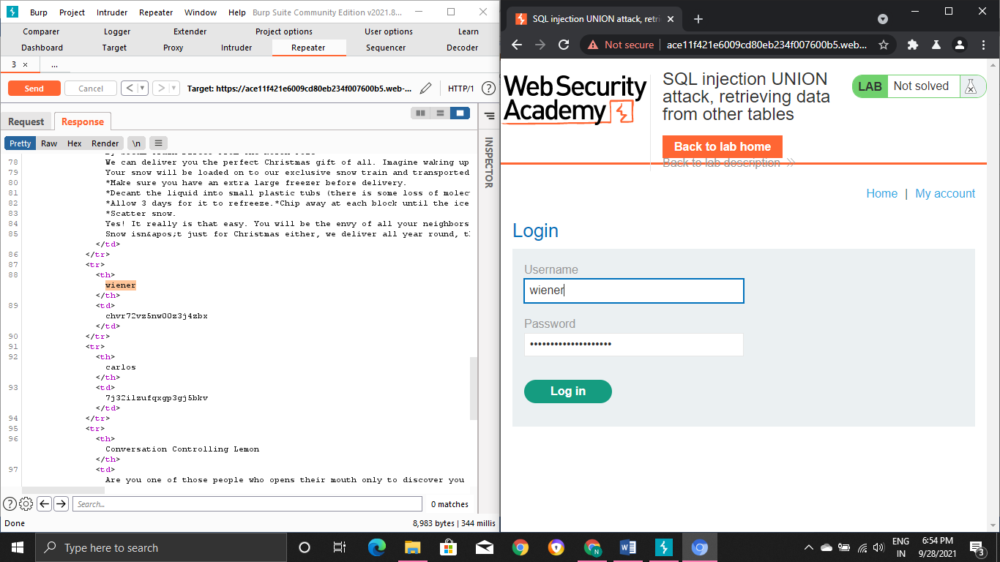 Burp Project Intruder Repeater Window Help Burp Suite Community Edition v2021.8...
Comparer Logger Extender Project options User options Learn
Dashboard Target Proxy Intruder Repeater Sequencer Decoder
3 × ...
Send Cancel < > Target: https://ace11f421e6009cd80eb234f007600b5.web-... HTTP/1 ?
Request Response
Pretty Raw Hex Render \n
INSPECTOR
78 We can deliver you the perfect Christmas gift of all. Imagine waking up
79 Your snow will be loaded on to our exclusive snow train and transported
80 *Make sure you have an extra large freezer before delivery.
81 *Decant the liquid into small plastic tubs (there is some loss of molec
82 *Allow 3 days for it to refreeze.*Chip away at each block until the ice
83 *Scatter snow.
84 Yes! It really is that easy. You will be the envy of all your neighbors
85 Snow isn&apos;t just for Christmas either, we deliver all year round, th
</td>
86 </tr>
87 <tr>
88 <th>
wiener
</th>
89 <td>
chvr72vz5nw00z3j4zbx
</td>
90 </tr>
91 <tr>
92 <th>
carlos
</th>
93 <td>
7j32ilzufqxgp3gj5bkv
</td>
94 </tr>
95 <tr>
96 <th>
Conversation Controlling Lemon
</th>
97 <td>
Are you one of those people who opens their mouth only to discover you
? Search... 0 matches
Done 8,983 bytes | 344 millis
SQL injection UNION attack, retri × +
Not secure ace11f421e6009cd80eb234f007600b5.web...
Web Security
Academy
SQL injection UNION
attack, retrieving data
from other tables
LAB Not solved
Back to lab home
Back to lab description
Home | My account
Login
Username
wiener
Password
••••••••••••••••••••
Log in
Type here to search
ENG
IN
6:54 PM
9/28/2021
3